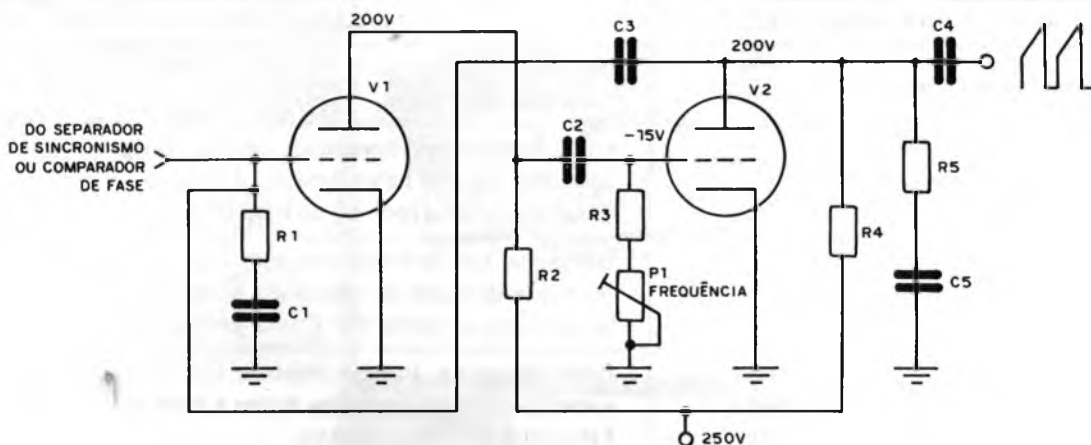 200V
C3
200V
C4
V1
V2
DO SEPARADOR
DE SINCRONISMO
OU COMPARADOR
DE FASE
C2
-15V
R1
R3
R5
R2
P1
FREQUÊNCIA
R4
C1
C5
250V